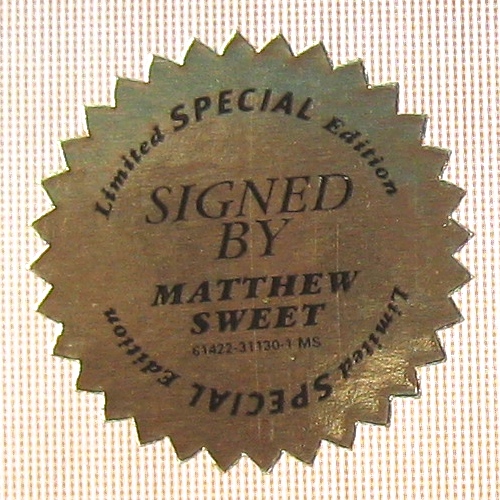 Limited SPECIAL Edition
SIGNED
BY
MATTHEW
SWEET
61422-31130-1 MS
Limited SPECIAL Edition